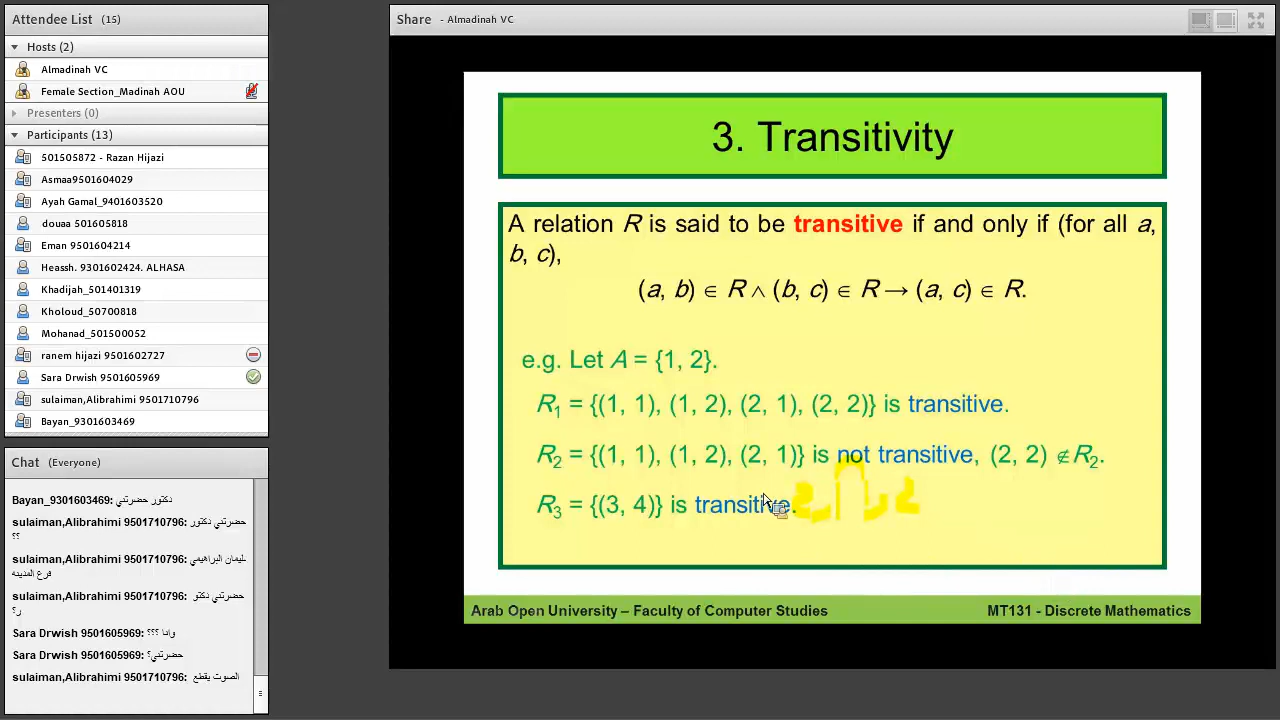 Attendee List (15)
Hosts (2)
Almadinah VC
Female Section_Madinah AOU
Presenters (0)
Participants (13)
501505872 - Razan Hijazi
Asmaa9501604029
Ayah Gamal_9401603520
douaa 501605818
Eman 9501604214
Heassh. 9301602424. ALHASA
Khadijah_501401319
Kholoud_50700818
Mohanad_501500052
ranem hijazi 9501602727
Sara Drwish 9501605969
sulaiman,Alibrahimi 9501710796
Bayan_9301603469
Chat (Everyone)
Bayan_9301603469: دكتور حضرتني
sulaiman,Alibrahimi 9501710796: حضرتني دكتور
؟؟
sulaiman,Alibrahimi 9501710796: سليمان البراهيمي
فرع المدينه
sulaiman,Alibrahimi 9501710796: حضرتني دكتو
ر؟
Sara Drwish 9501605969: وانا ؟؟؟
Sara Drwish 9501605969: حضرتني؟
sulaiman,Alibrahimi 9501710796: الصوت يقطع
Share - Almadinah VC
3. Transitivity
A relation R is said to be transitive if and only if (for all a,
b, c),
(a, b) ∈ R ∧ (b, c) ∈ R → (a, c) ∈ R.
e.g. Let A = {1, 2}.
R₁ = {(1, 1), (1, 2), (2, 1), (2, 2)} is transitive.
R₂ = {(1, 1), (1, 2), (2, 1)} is not transitive, (2, 2) ∉ R₂.
R₃ = {(3, 4)} is transitive.
Arab Open University – Faculty of Computer Studies
MT131 - Discrete Mathematics